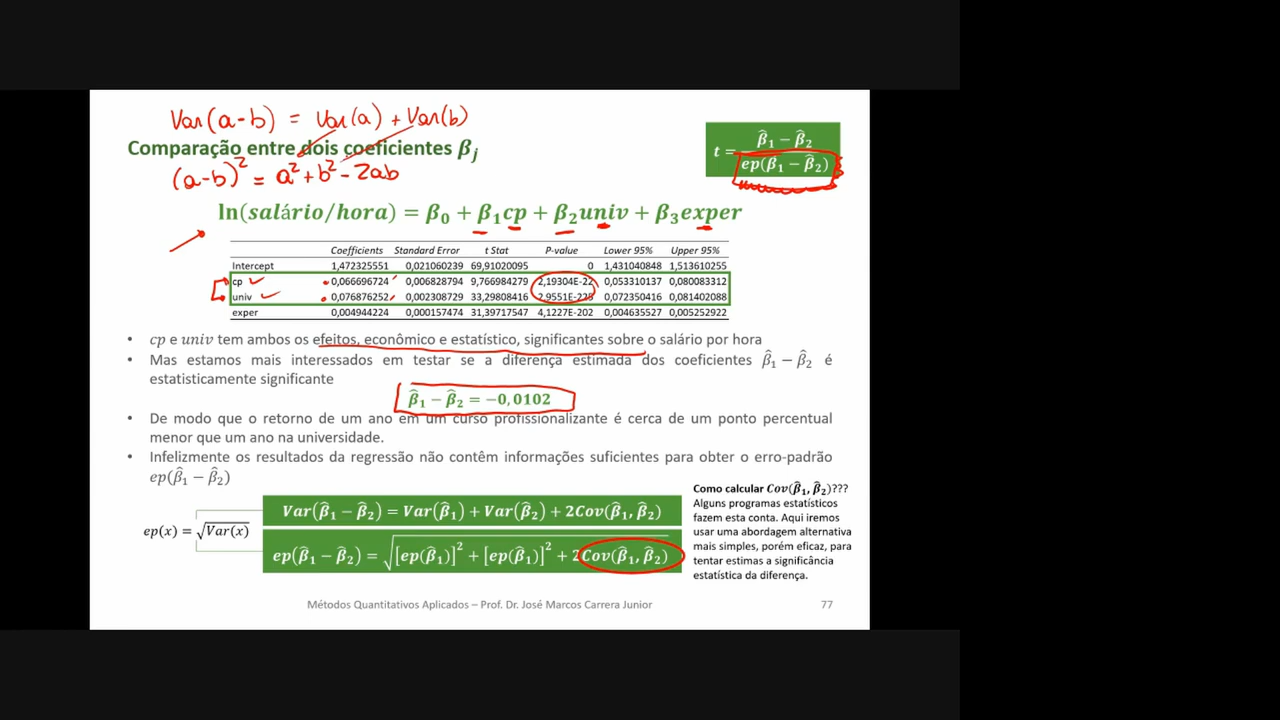 Var(a-b) = Var(a) + Var(b)
Comparação entre dois coeficientes βj
(a-b)² = a² + b² - 2ab
t = β̂1 − β̂2 / ep(β̂1 − β̂2)
ln(salário/hora) = β0 + β1cp + β2univ + β3exper
Coefficients Standard Error t Stat P-value Lower 95% Upper 95%
Intercept 1,472325551 0,021060239 69,91020095 0 1,431040848 1,513610255
cp 0,066696724 0,006828794 9,766984279 2,19304E-22 0,053310137 0,080083312
univ 0,076876252 0,002308729 33,29808416 2,9551E-225 0,072350416 0,081402088
exper 0,004944224 0,000157474 31,39717547 4,1227E-202 0,004635527 0,005252922
• cp e univ tem ambos os efeitos, econômico e estatístico, significantes sobre o salário por hora
• Mas estamos mais interessados em testar se a diferença estimada dos coeficientes β̂1 − β̂2 é
estatisticamente significante
β̂1 − β̂2 = −0,0102
• De modo que o retorno de um ano em um curso profissionalizante é cerca de um ponto percentual
menor que um ano na universidade.
• Infelizmente os resultados da regressão não contêm informações suficientes para obter o erro-padrão
ep(β̂1 − β̂2)
ep(x) = √Var(x)
Var(β̂1 − β̂2) = Var(β̂1) + Var(β̂2) + 2Cov(β̂1, β̂2)
ep(β̂1 − β̂2) = √[ep(β̂1)]² + [ep(β̂1)]² + 2Cov(β̂1, β̂2)
Como calcular Cov(β̂1, β̂2)???
Alguns programas estatísticos
fazem esta conta. Aqui iremos
usar uma abordagem alternativa
mais simples, porém eficaz, para
tentar estimas a significância
estatística da diferença.
Métodos Quantitativos Aplicados – Prof. Dr. José Marcos Carrera Junior
77